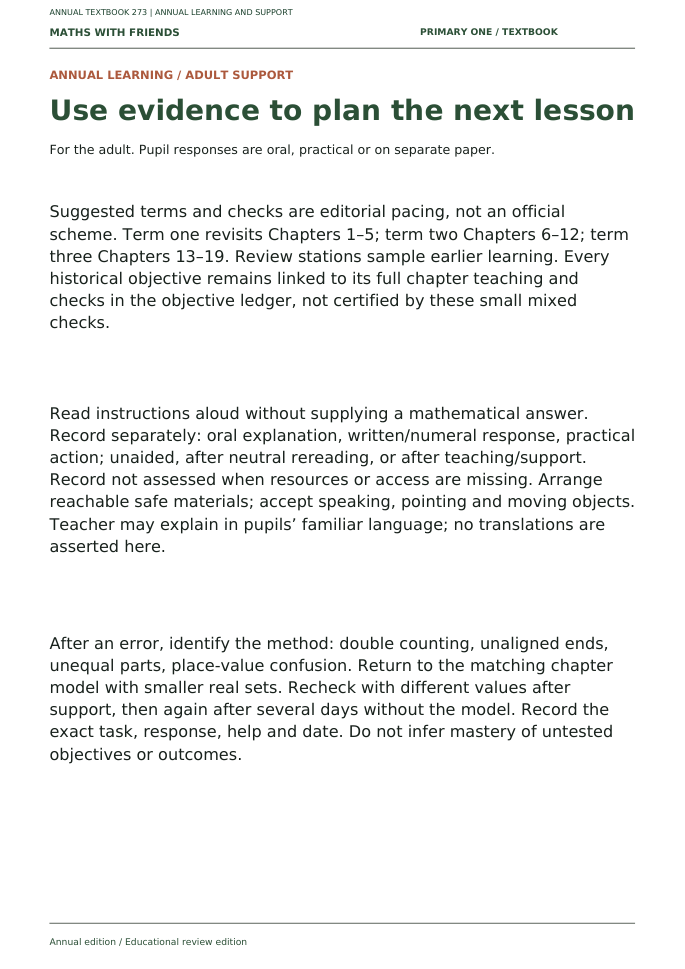 ANNUAL TEXTBOOK 273 | ANNUAL LEARNING AND SUPPORT
MATHS WITH FRIENDS
PRIMARY ONE / TEXTBOOK
ANNUAL LEARNING / ADULT SUPPORT
Use evidence to plan the next lesson
For the adult. Pupil responses are oral, practical or on separate paper.
Suggested terms and checks are editorial pacing, not an official
scheme. Term one revisits Chapters 1–5; term two Chapters 6–12; term
three Chapters 13–19. Review stations sample earlier learning. Every
historical objective remains linked to its full chapter teaching and
checks in the objective ledger, not certified by these small mixed
checks.
Read instructions aloud without supplying a mathematical answer.
Record separately: oral explanation, written/numeral response, practical
action; unaided, after neutral rereading, or after teaching/support.
Record not assessed when resources or access are missing. Arrange
reachable safe materials; accept speaking, pointing and moving objects.
Teacher may explain in pupils’ familiar language; no translations are
asserted here.
After an error, identify the method: double counting, unaligned ends,
unequal parts, place-value confusion. Return to the matching chapter
model with smaller real sets. Recheck with different values after
support, then again after several days without the model. Record the
exact task, response, help and date. Do not infer mastery of untested
objectives or outcomes.
Annual edition / Educational review edition